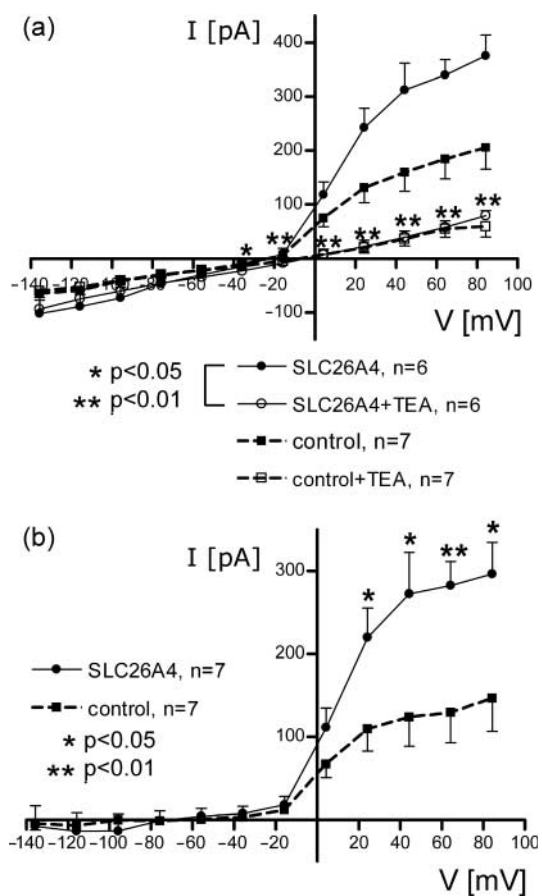 (a)
I [pA]
400
300
200
100
** ** ** ** **
* **
-140 -120 -100 -80 -60 -40 -20 0 20 40 60 80 100
-100
V [mV]
* p<0.05
** p<0.01
SLC26A4, n=6
SLC26A4+TEA, n=6
control, n=7
control+TEA, n=7
(b)
I [pA]
300
200
100
* * ** *
SLC26A4, n=7
control, n=7
* p<0.05
** p<0.01
-140 -120 -100 -80 -60 -40 -20 0 20 40 60 80 100
V [mV]